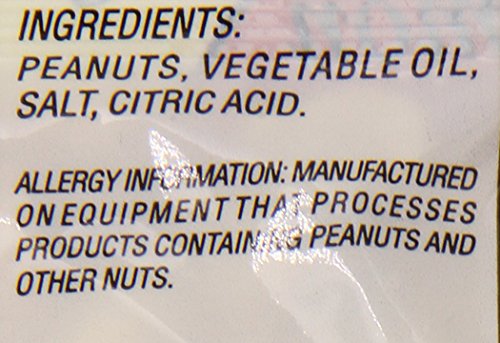 INGREDIENTS:
PEANUTS, VEGETABLE OIL,
SALT, CITRIC ACID.
ALLERGY INFORMATION: MANUFACTURED
ON EQUIPMENT THAT PROCESSES
PRODUCTS CONTAINING PEANUTS AND
OTHER NUTS.